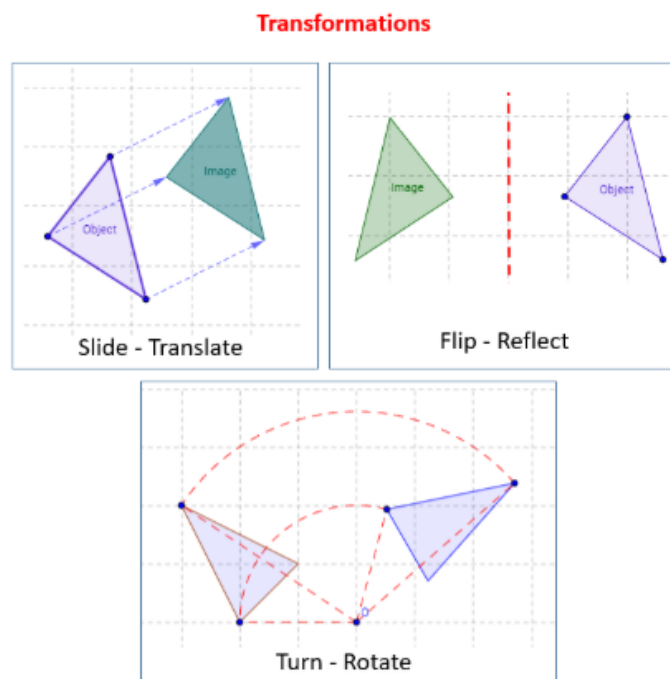 Transformations
Image
Object
Slide - Translate
Image
Object
Flip - Reflect
O
Turn - Rotate